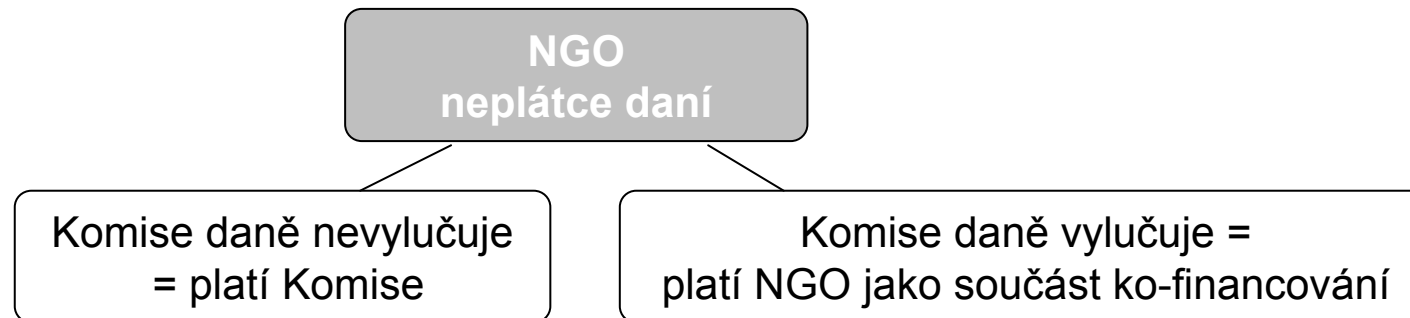 NGO
neplátce daní
Komise daně nevylučuje
= platí Komise
Komise daně vylučuje =
platí NGO jako součást ko-financování